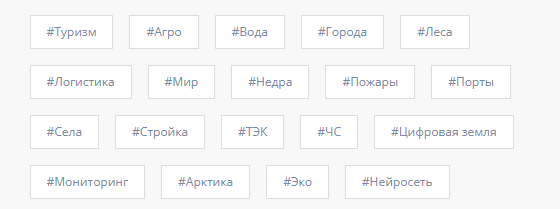 #Туризм #Агро #Вода #Города #Леса
#Логистика #Мир #Недра #Пожары #Порты
#Села #Стройка #ТЭК #ЧС #Цифровая земля
#Мониторинг #Арктика #Эко #Нейросеть